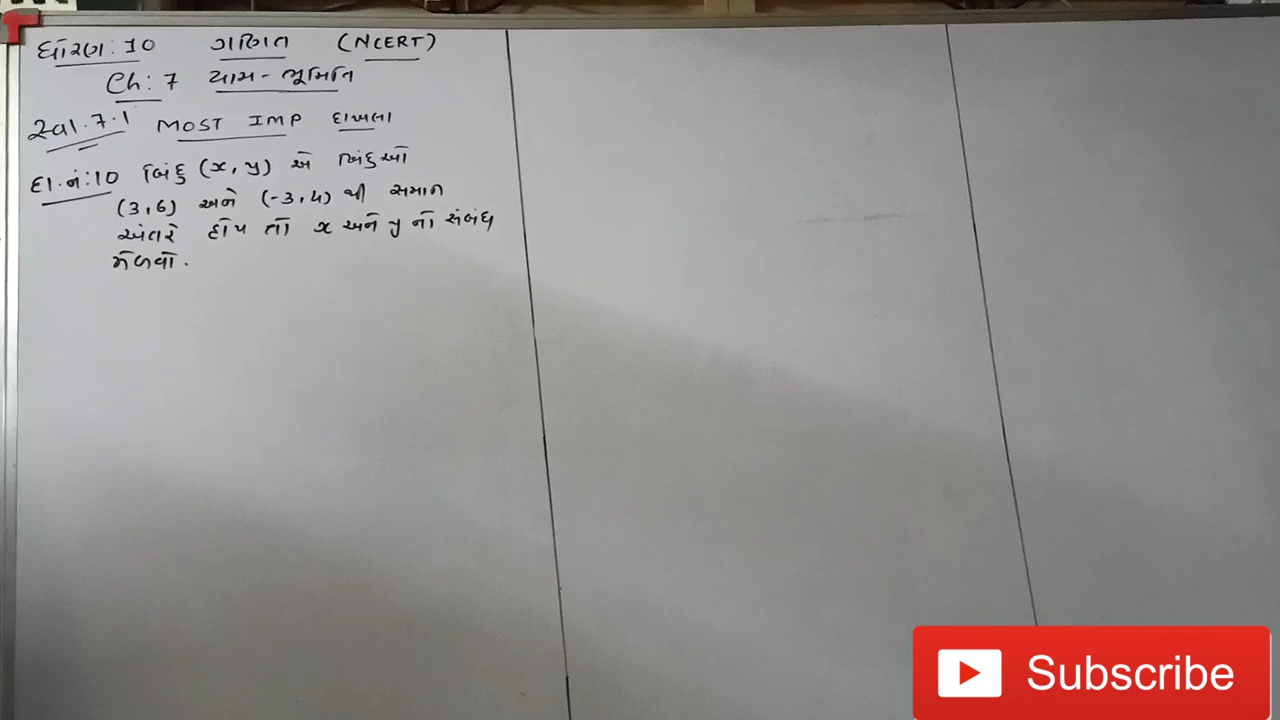 ધોરણ: 10 ગણિત (NCERT)
Ch: 7 યામ - ભૂમિતિ
સ્વા. 7.1 MOST IMP દાખલા
દા.નં: 10 બિંદુ (x, y) એ બિંદુઓ
(3, 6) અને (-3, 4) થી સમાન
અંતરે હોય તો x અને y નો સંબંધ
મેળવો.
Subscribe